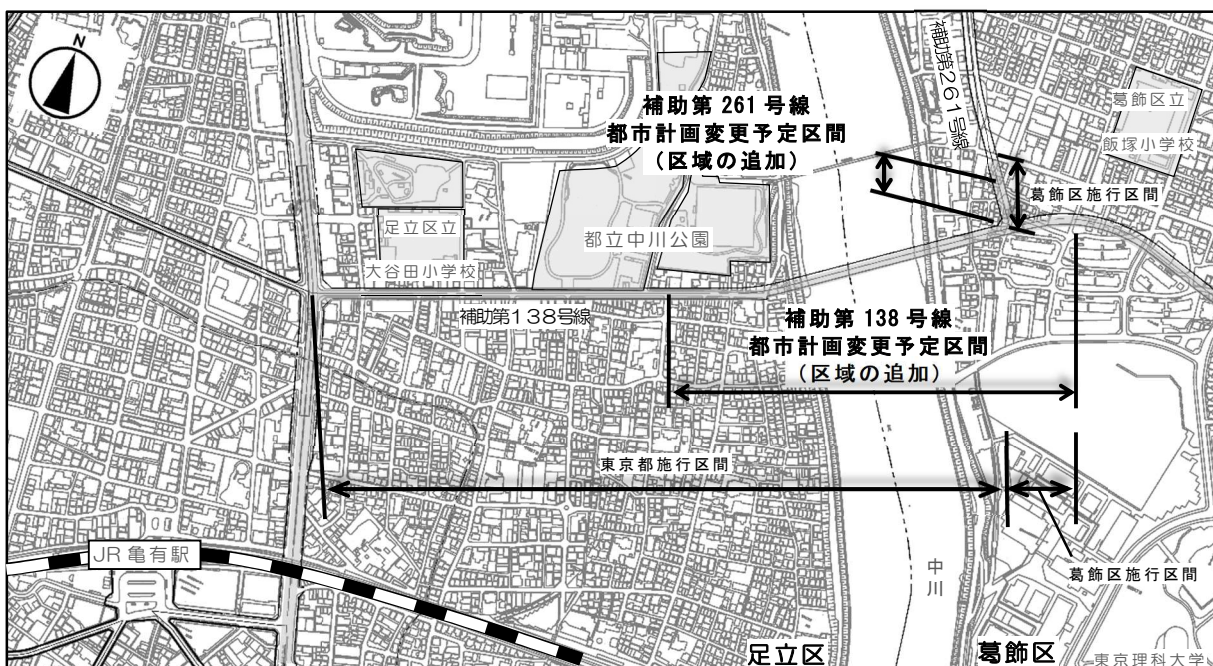 N
補助第261号線
都市計画変更予定区間
（区域の追加）
補助第261号線
葛飾区立
飯塚小学校
葛飾区施行区間
足立区立
大谷田小学校
都立中川公園
補助第138号線
補助第138号線
都市計画変更予定区間
（区域の追加）
東京都施行区間
JR亀有駅
中川
葛飾区施行区間
足立区
葛飾区
東京理科大学